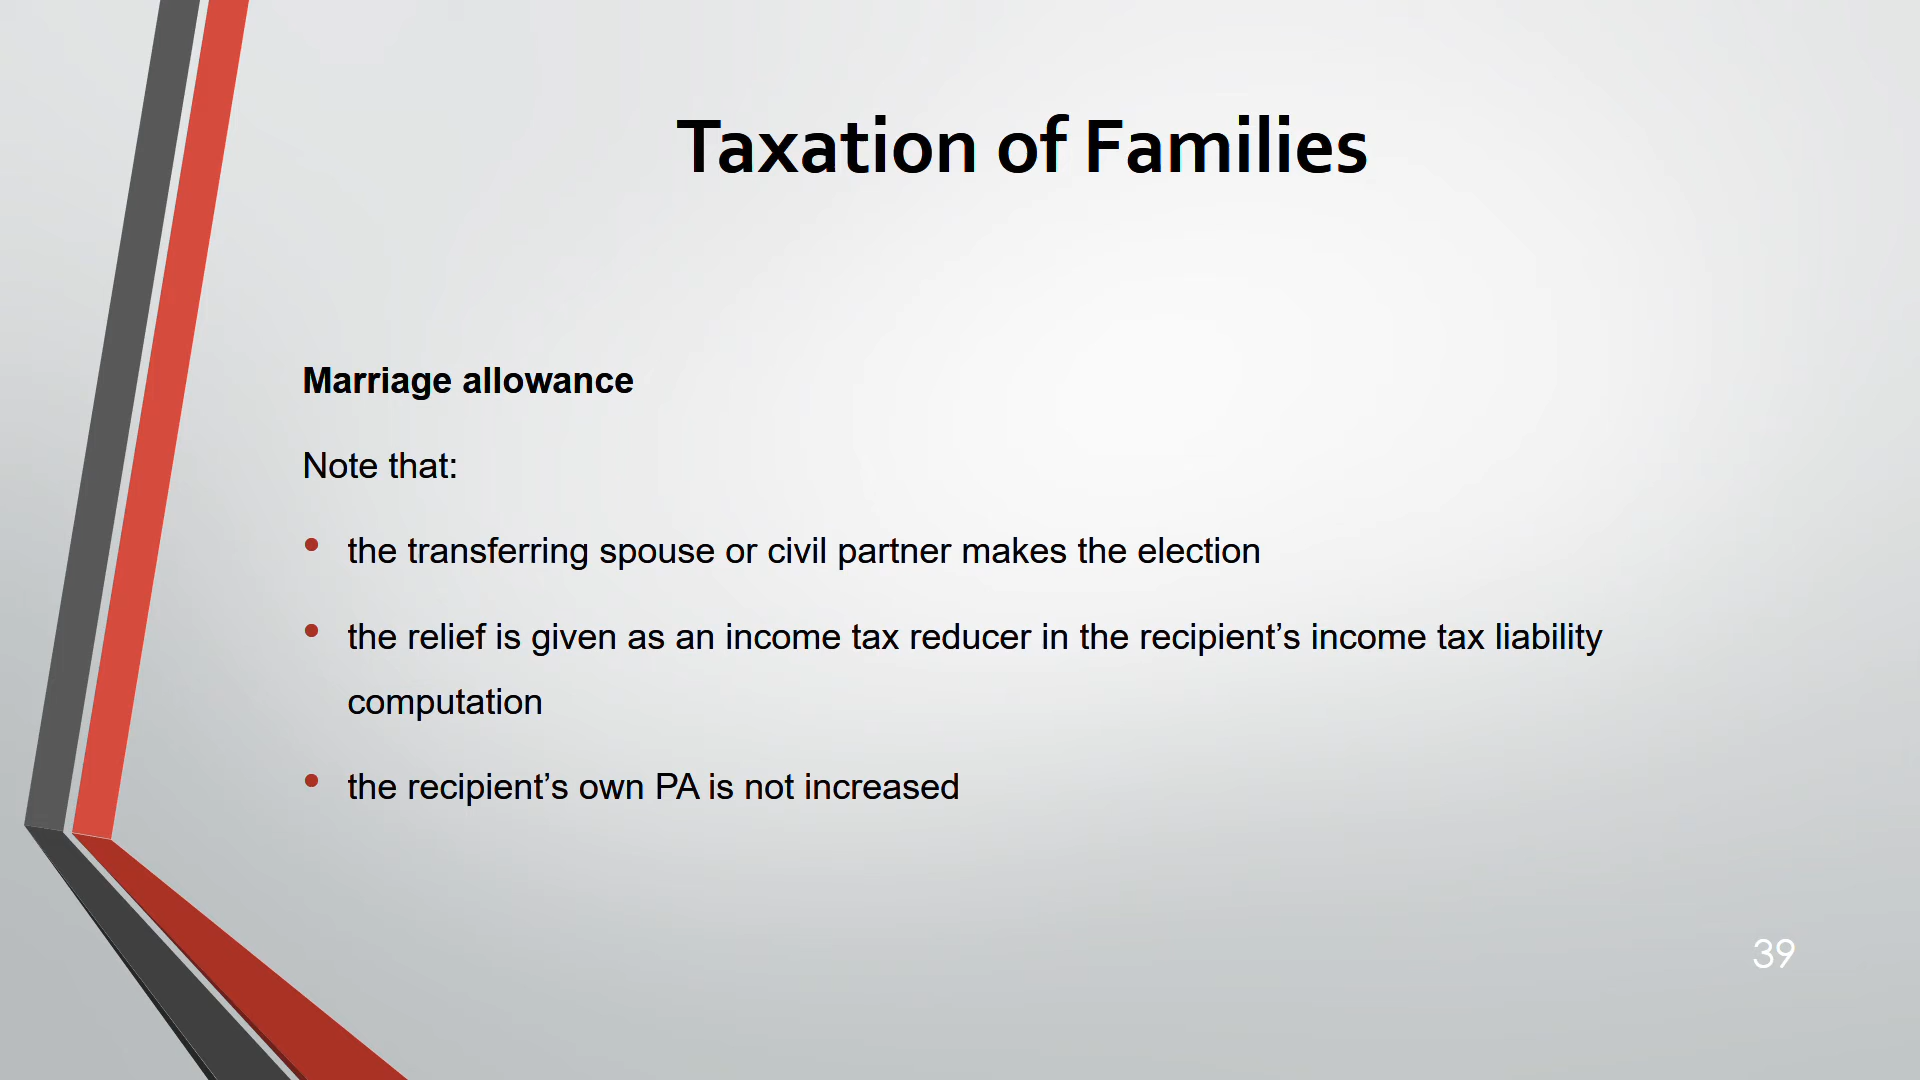 Taxation of Families
Marriage allowance
Note that:
• the transferring spouse or civil partner makes the election
• the relief is given as an income tax reducer in the recipient’s income tax liability
computation
• the recipient’s own PA is not increased
39